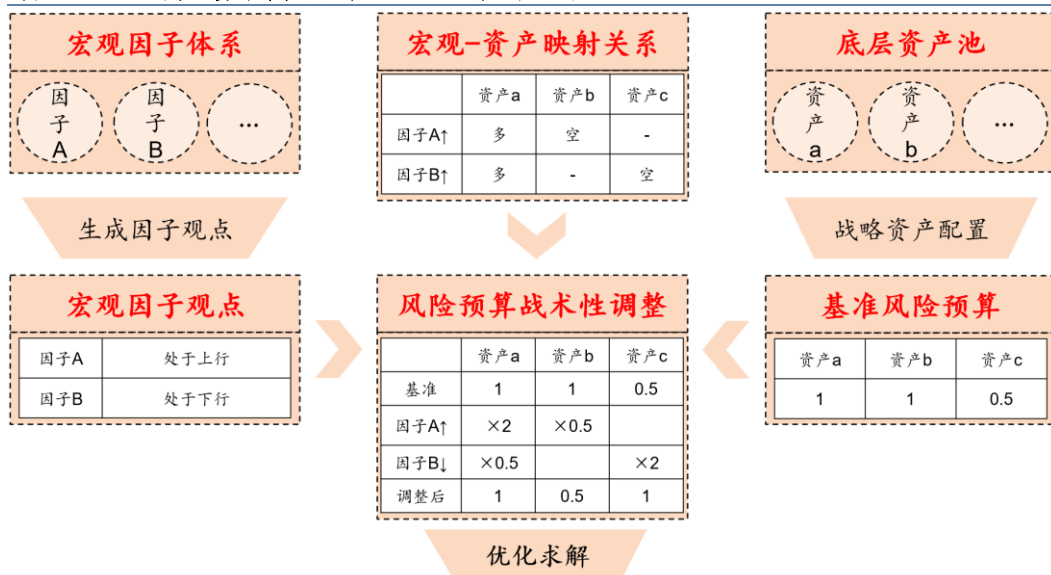 宏观因子体系
因子A
因子B
...
生成因子观点
宏观因子观点
因子A 处于上行
因子B 处于下行
宏观-资产映射关系
资产a 资产b 资产c
因子A↑ 多 空 -
因子B↑ 多 - 空
风险预算战术性调整
资产a 资产b 资产c
基准 1 1 0.5
因子A↑ ×2 ×0.5
因子B↓ ×0.5 ×2
调整后 1 0.5 1
优化求解
底层资产池
资产a
资产b
...
战略资产配置
基准风险预算
资产a 资产b 资产c
1 1 0.5